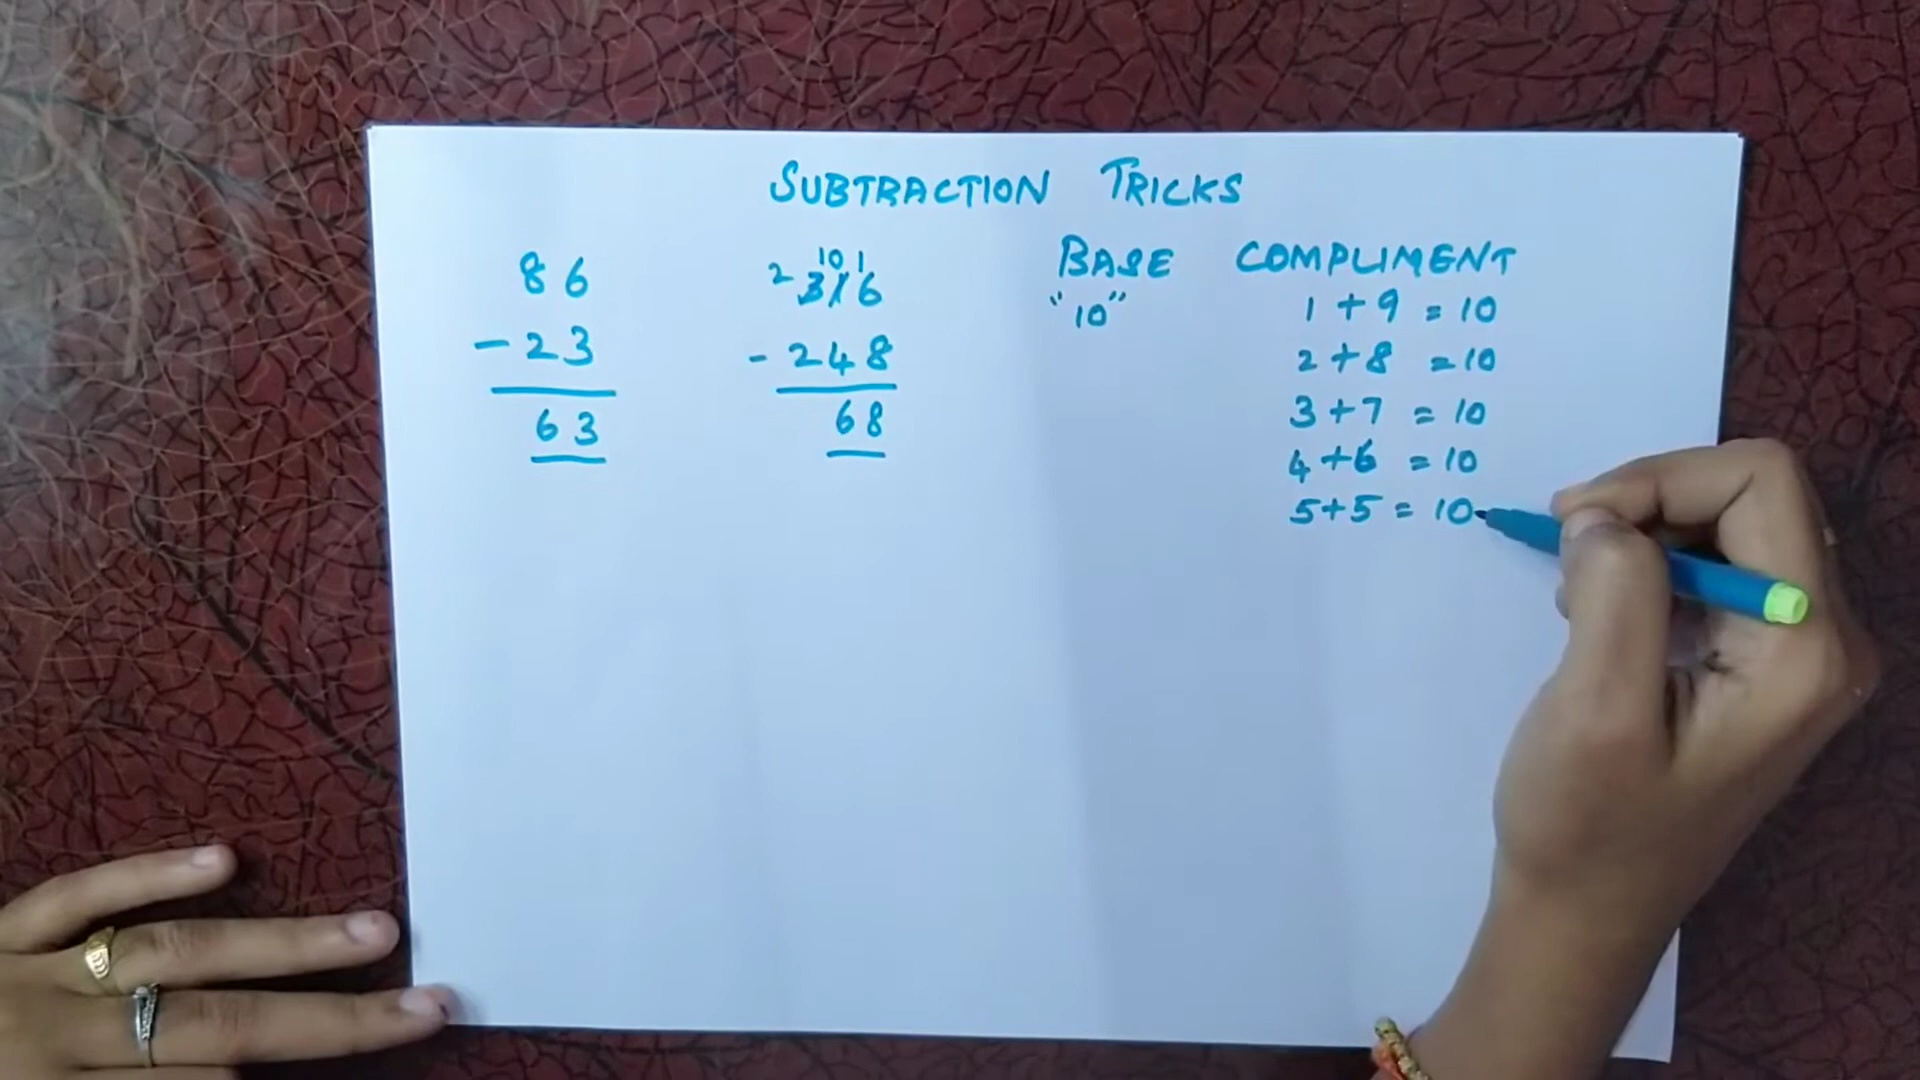 SUBTRACTION TRICKS
86
- 23
63
10 1
2 316
- 248
68
BASE COMPLIMENT
"10"
1 + 9 = 10
2 + 8 = 10
3 + 7 = 10
4 + 6 = 10
5 + 5 = 10